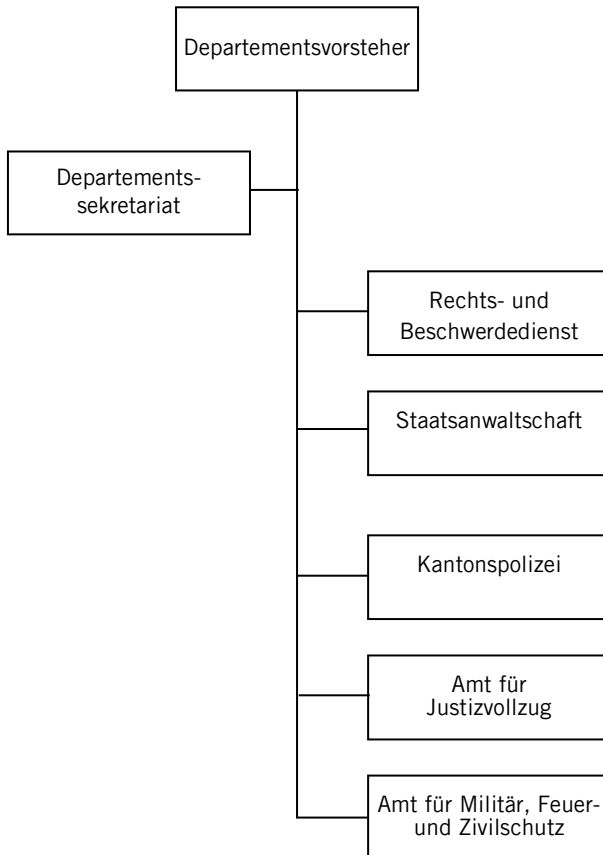 Departementsvorsteher
Departements-
sekretariat
Rechts- und
Beschwerdedienst
Staatsanwaltschaft
Kantonspolizei
Amt für
Justizvollzug
Amt für Militär, Feuer-
und Zivilschutz